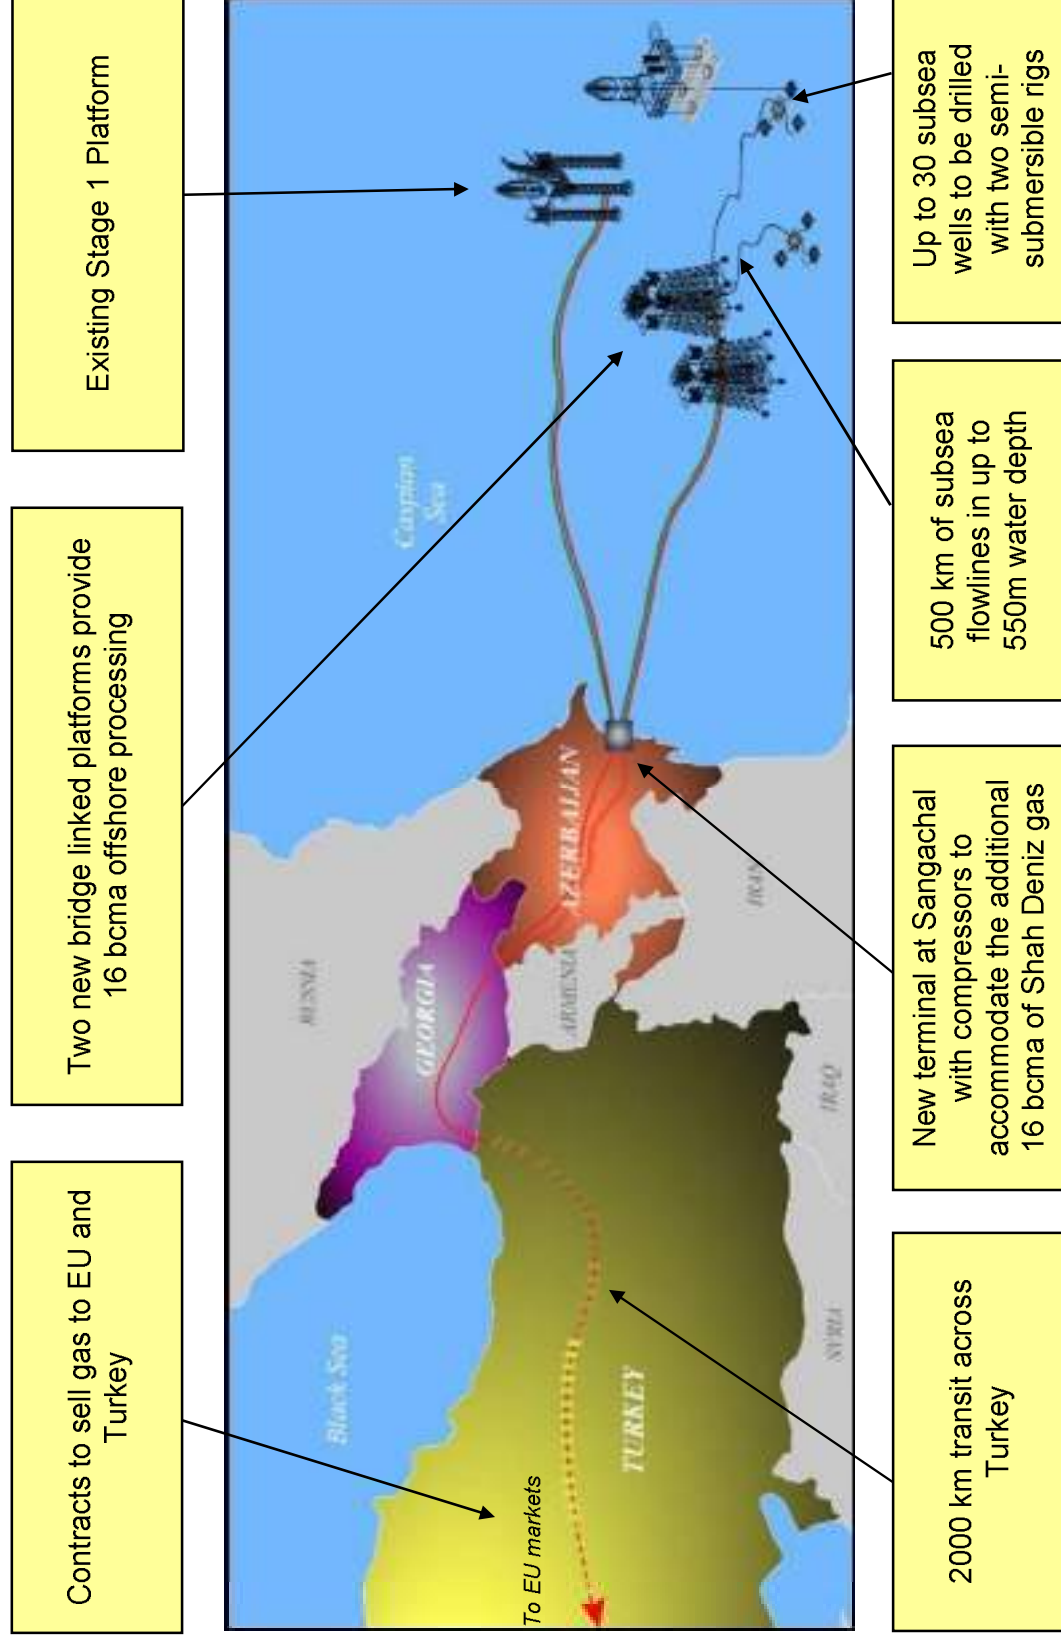 Contracts to sell gas to EU and
Turkey
Two new bridge linked platforms provide
16 bcma offshore processing
Existing Stage 1 Platform
RUSSIA
Black Sea
GEORGIA
Caspian
Sea
ARMENIA
AZERBAIJAN
To EU markets
TURKEY
IRAN
IRAQ
SYRIA
2000 km transit across
Turkey
New terminal at Sangachal
with compressors to
accommodate the additional
16 bcma of Shah Deniz gas
500 km of subsea
flowlines in up to
550m water depth
Up to 30 subsea
wells to be drilled
with two semi-
submersible rigs